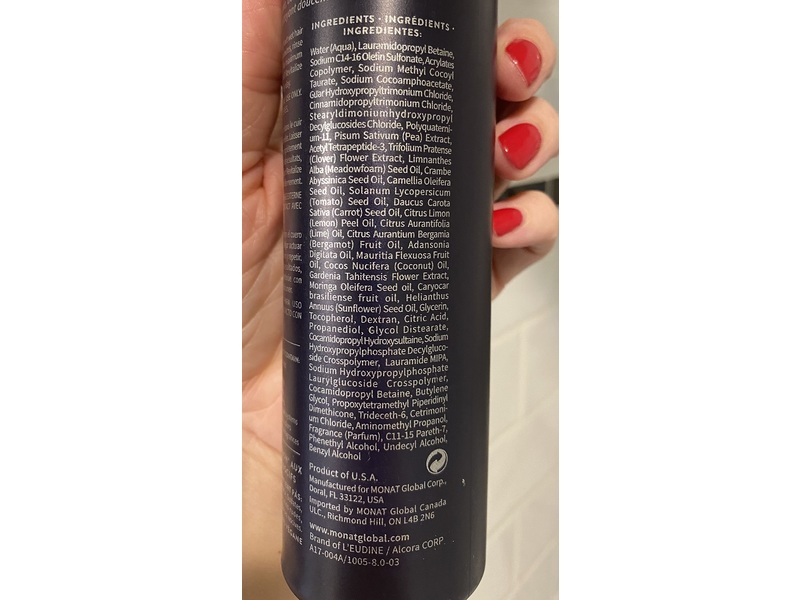 ent douce
INGREDIENTS · INGRÉDIENTS ·
INGREDIENTES:
Water (Aqua), Lauramidopropyl Betaine,
Sodium C14-16 Olefin Sulfonate, Acrylates
Copolymer, Sodium Methyl Cocoyl
Taurate, Sodium Cocoamphoacetate,
Guar Hydroxypropyltrimonium Chloride,
Cinnamidopropyltrimonium Chloride,
Stearyldimoniumhydroxypropyl
Decylglucosides Chloride, Polyquaterni-
um-11, Pisum Sativum (Pea) Extract,
Acetyl Tetrapeptide-3, Trifolium Pratense
(Clover) Flower Extract, Limnanthes
Alba (Meadowfoam) Seed Oil, Crambe
Abyssinica Seed Oil, Camellia Oleifera
Seed Oil, Solanum Lycopersicum
(Tomato) Seed Oil, Daucus Carota
Sativa (Carrot) Seed Oil, Citrus Limon
(Lemon) Peel Oil, Citrus Aurantifolia
(Lime) Oil, Citrus Aurantium Bergamia
(Bergamot) Fruit Oil, Adansonia
Digitata Oil, Mauritia Flexuosa Fruit
Oil, Cocos Nucifera (Coconut) Oil,
Gardenia Tahitensis Flower Extract,
Moringa Oleifera Seed oil, Caryocar
brasiliense fruit oil, Helianthus
Annuus (Sunflower) Seed Oil, Glycerin,
Tocopherol, Dextran, Citric Acid,
Propanediol, Glycol Distearate,
Cocamidopropyl Hydroxysultaine, Sodium
Hydroxypropylphosphate Decylgluco-
side Crosspolymer, Lauramide MIPA,
Sodium Hydroxypropylphosphate
Laurylglucoside Crosspolymer,
Cocamidopropyl Betaine, Butylene
Glycol, Propoxytetramethyl Piperidinyl
Dimethicone, Trideceth-6, Cetrimoni-
um Chloride, Aminomethyl Propanol,
Fragrance (Parfum), C11-15 Pareth-7,
Phenethyl Alcohol, Undecyl Alcohol,
Benzyl Alcohol
Product of U.S.A.
Manufactured for MONAT Global Corp.,
Doral, FL 33122, USA
Imported by MONAT Global Canada
ULC., Richmond Hill, ON L4B 2N6
www.monatglobal.com
Brand of L'EUDINE / Alcora CORP.
A17-004A/1005-8.0-03